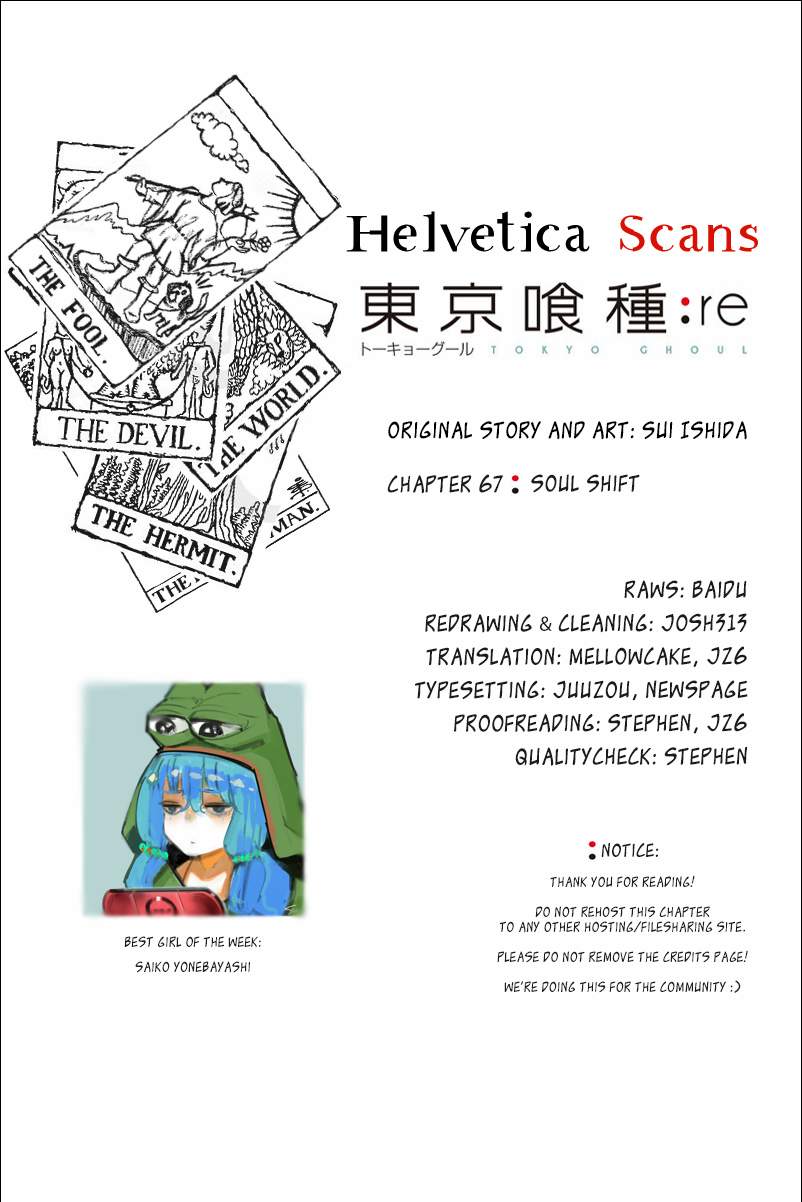 THE FOOL.
THE DEVIL.
THE WORLD.
THE HERMIT.
THE
MAN.
Helvetica Scans
東京喰種:re
トーキョーグール TOKYO GHOUL
ORIGINAL STORY AND ART: SUI ISHIDA
CHAPTER 67 : SOUL SHIFT
RAWS: BAIDU
REDRAWING & CLEANING: JOSH313
TRANSLATION: MELLOWCAKE, JZ6
TYPESETTING: JUUZOU, NEWSPAGE
PROOFREADING: STEPHEN, JZ6
QUALITYCHECK: STEPHEN
BEST GIRL OF THE WEEK:
SAIKO YONEBAYASHI
:NOTICE:
THANK YOU FOR READING!
DO NOT REHOST THIS CHAPTER
TO ANY OTHER HOSTING/FILESHARING SITE.
PLEASE DO NOT REMOVE THE CREDITS PAGE!
WE'RE DOING THIS FOR THE COMMUNITY :)